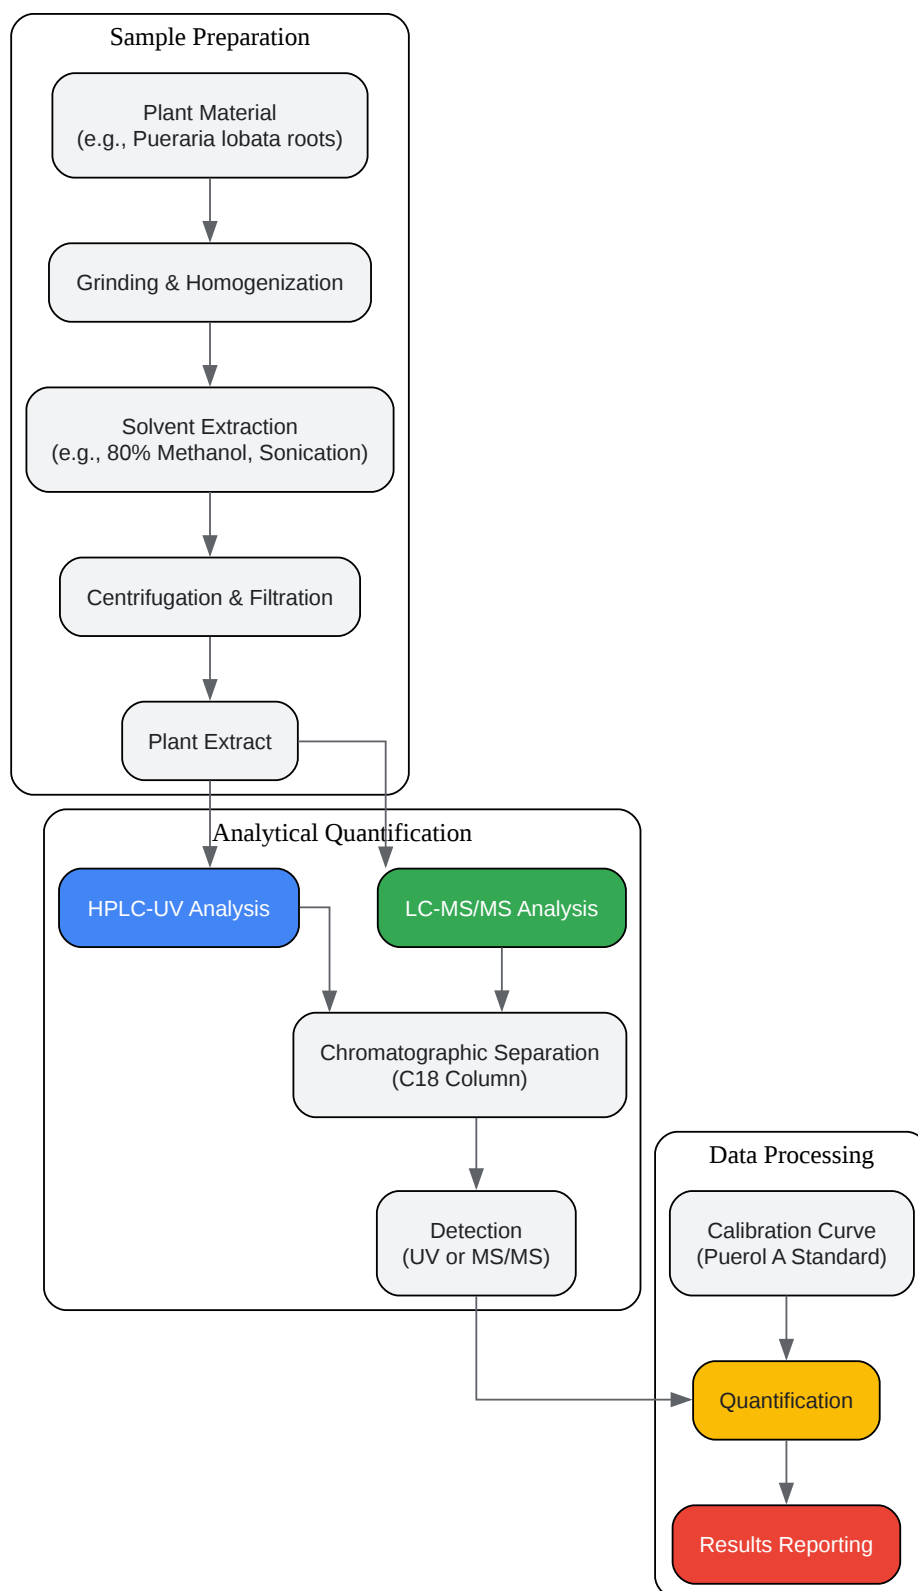 Sample Preparation
Plant Material
(e.g., Pueraria lobata roots)
Grinding & Homogenization
Solvent Extraction
(e.g., 80% Methanol, Sonication)
Centrifugation & Filtration
Plant Extract
Analytical Quantification
HPLC-UV Analysis
LC-MS/MS Analysis
Chromatographic Separation
(C18 Column)
Detection
(UV or MS/MS)
Data Processing
Calibration Curve
(Puerol A Standard)
Quantification
Results Reporting